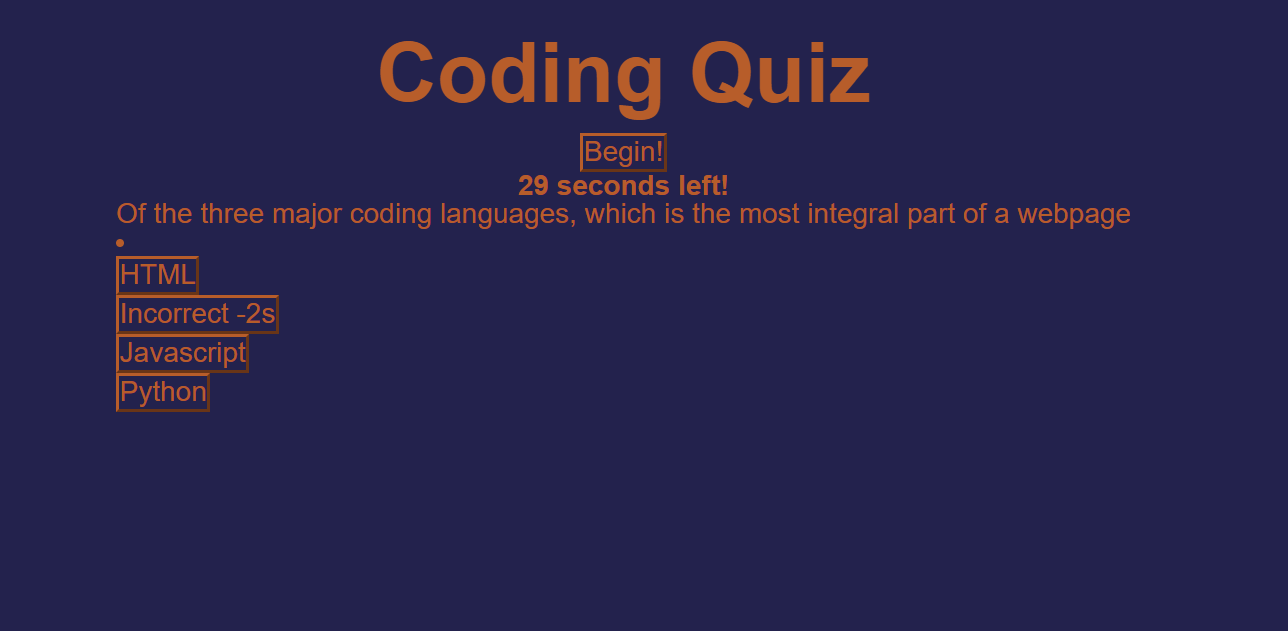 Coding Quiz
Begin!
29 seconds left!
Of the three major coding languages, which is the most integral part of a webpage
HTML
Incorrect -2s
Javascript
Python